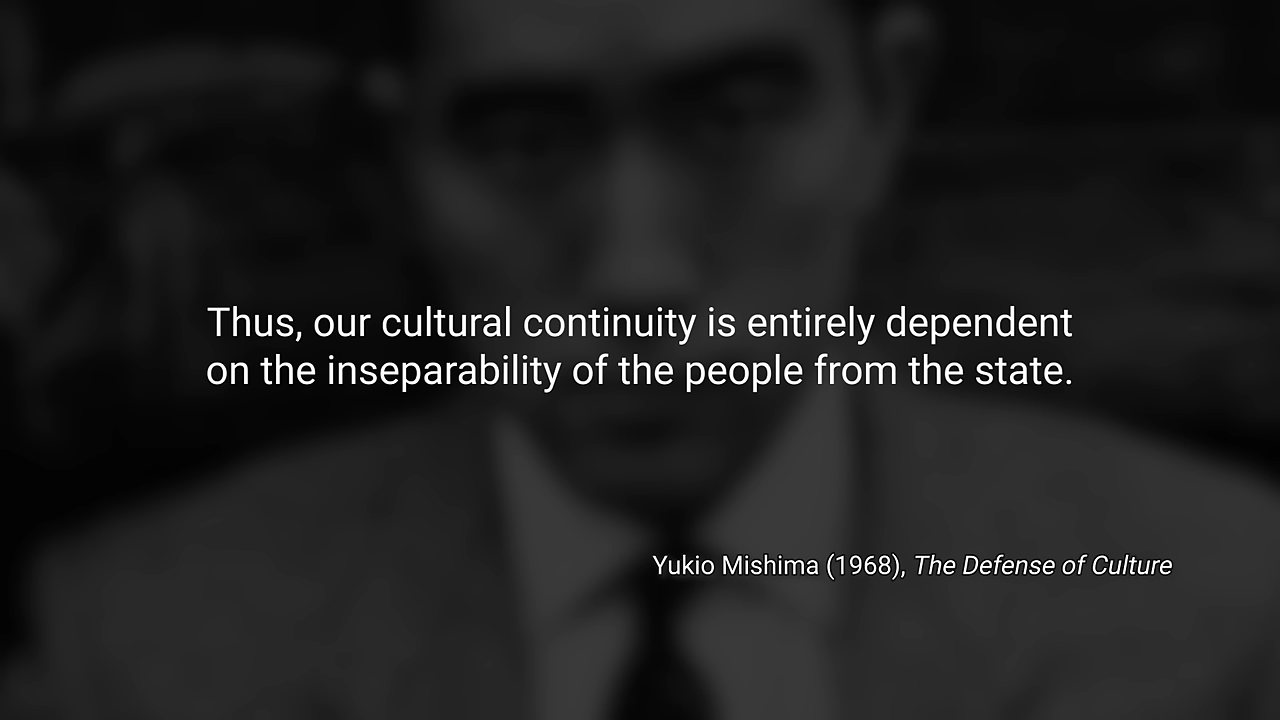 Thus, our cultural continuity is entirely dependent
on the inseparability of the people from the state.
Yukio Mishima (1968), The Defense of Culture